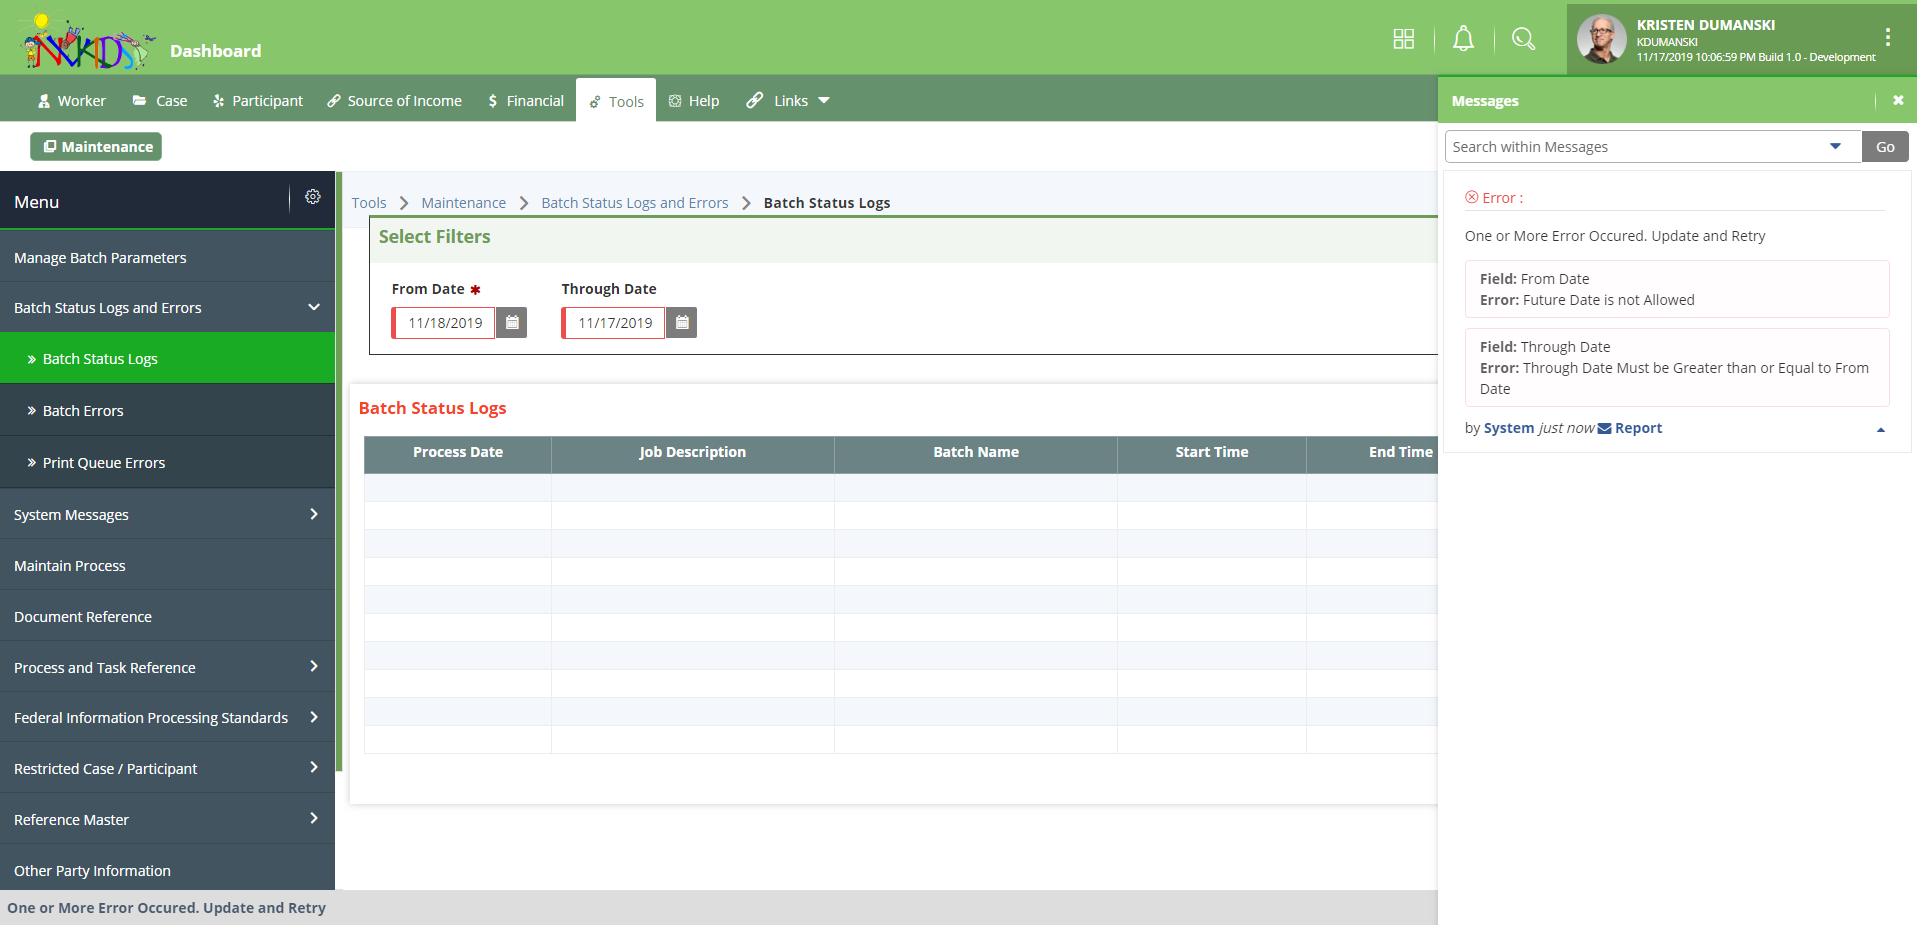 NVKIDS
Dashboard
KRISTEN DUMANSKI
KDUMANSKI
11/17/2019 10:06:59 PM Build 1.0 - Development
Worker
Case
Participant
Source of Income
$ Financial
Tools
Help
Links
Maintenance
Messages
Search within Messages
Go
Menu
Manage Batch Parameters
Batch Status Logs and Errors
» Batch Status Logs
» Batch Errors
» Print Queue Errors
System Messages
Maintain Process
Document Reference
Process and Task Reference
Federal Information Processing Standards
Restricted Case / Participant
Reference Master
Other Party Information
Tools > Maintenance > Batch Status Logs and Errors > Batch Status Logs
Select Filters
From Date ✱
Through Date
11/18/2019
11/17/2019
Batch Status Logs
Process Date
Job Description
Batch Name
Start Time
End Time
Error :
One or More Error Occured. Update and Retry
Field: From Date
Error: Future Date is not Allowed
Field: Through Date
Error: Through Date Must be Greater than or Equal to From
Date
by System just now Report
One or More Error Occured. Update and Retry